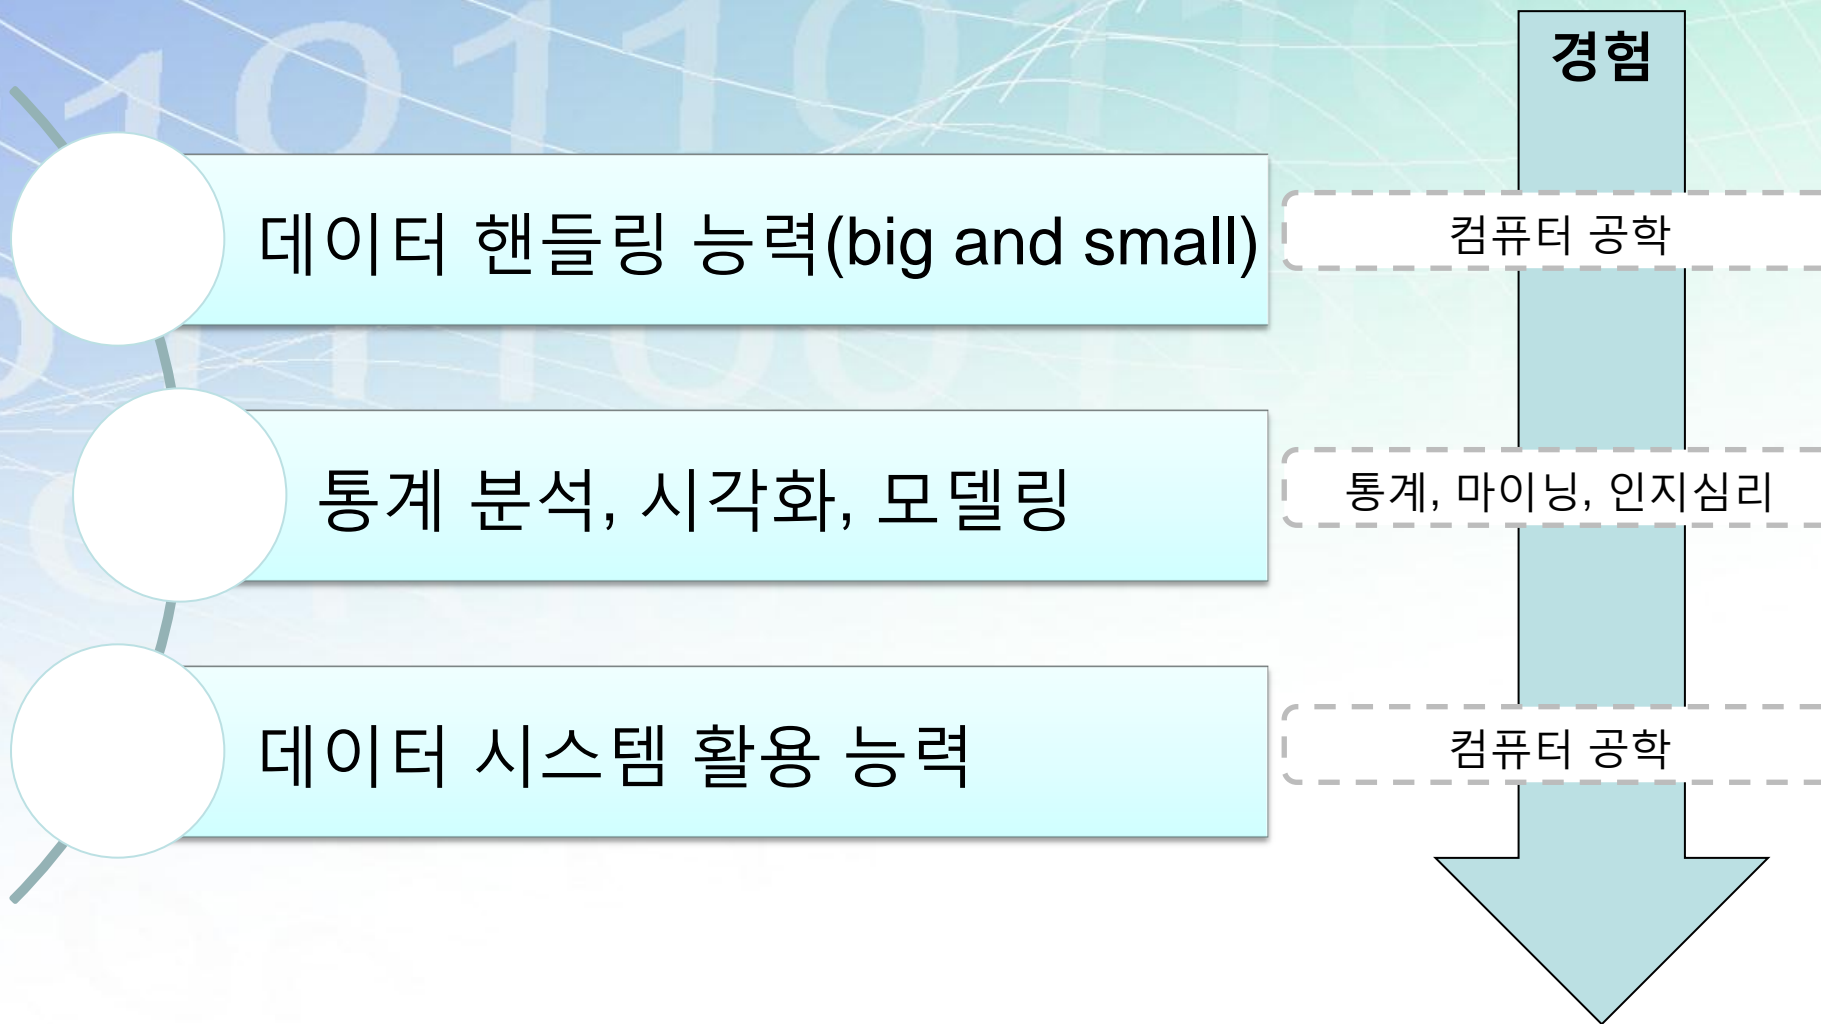 경험
데이터 핸들링 능력(big and small)
컴퓨터 공학
통계 분석, 시각화, 모델링
통계, 마이닝, 인지심리
데이터 시스템 활용 능력
컴퓨터 공학